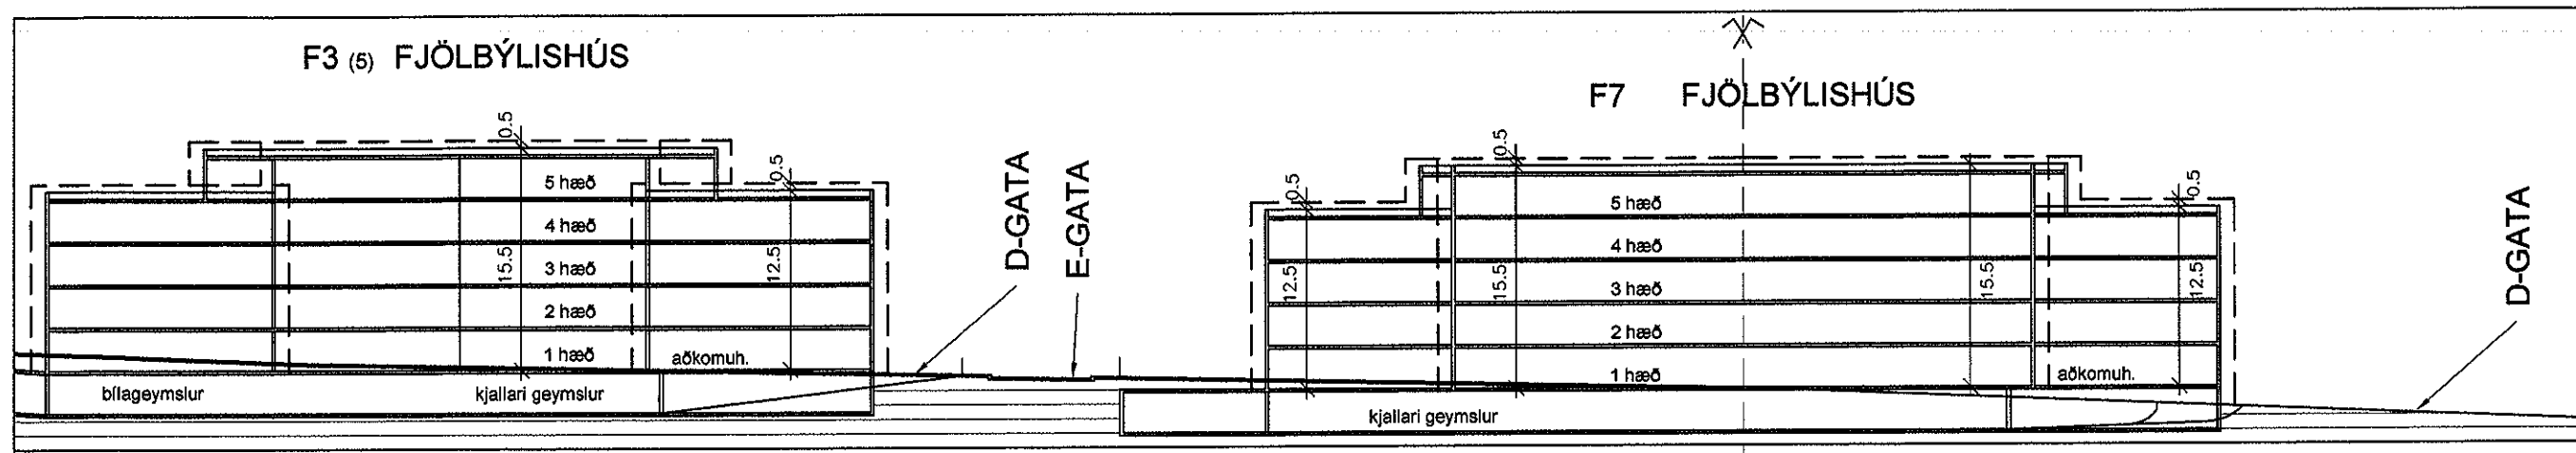 F3 (5) FJÖLBÝLISHÚS
0.5
0.5
5 hæð
4 hæð
3 hæð
2 hæð
1 hæð
15.5
12.5
aðkomuh.
bílageymslur
kjallari geymslur
D-GATA
E-GATA
F7 FJÖLBÝLISHÚS
0.5
0.5
0.5
5 hæð
4 hæð
3 hæð
2 hæð
1 hæð
12.5
15.5
15.5
12.5
aðkomuh.
kjallari geymslur
D-GATA